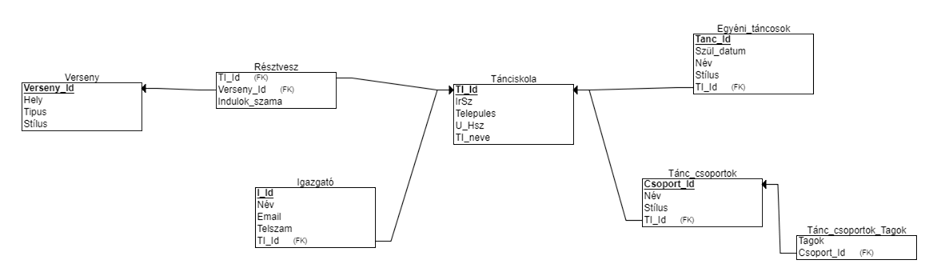 Verseny
Verseny_Id
Hely
Tipus
Stílus
Résztvesz
TI_Id (FK)
Verseny_Id (FK)
Indulok_szama
Igazgató
I_Id
Név
Email
Telszam
TI_Id (FK)
Tánciskola
TI_Id
IrSz
Telepules
U_Hsz
TI_neve
Egyéni_táncosok
Tanc_Id
Szül_datum
Név
Stílus
TI_Id (FK)
Tánc_csoportok
Csoport_Id
Név
Stílus
TI_Id (FK)
Tánc_csoportok_Tagok
Tagok
Csoport_Id (FK)